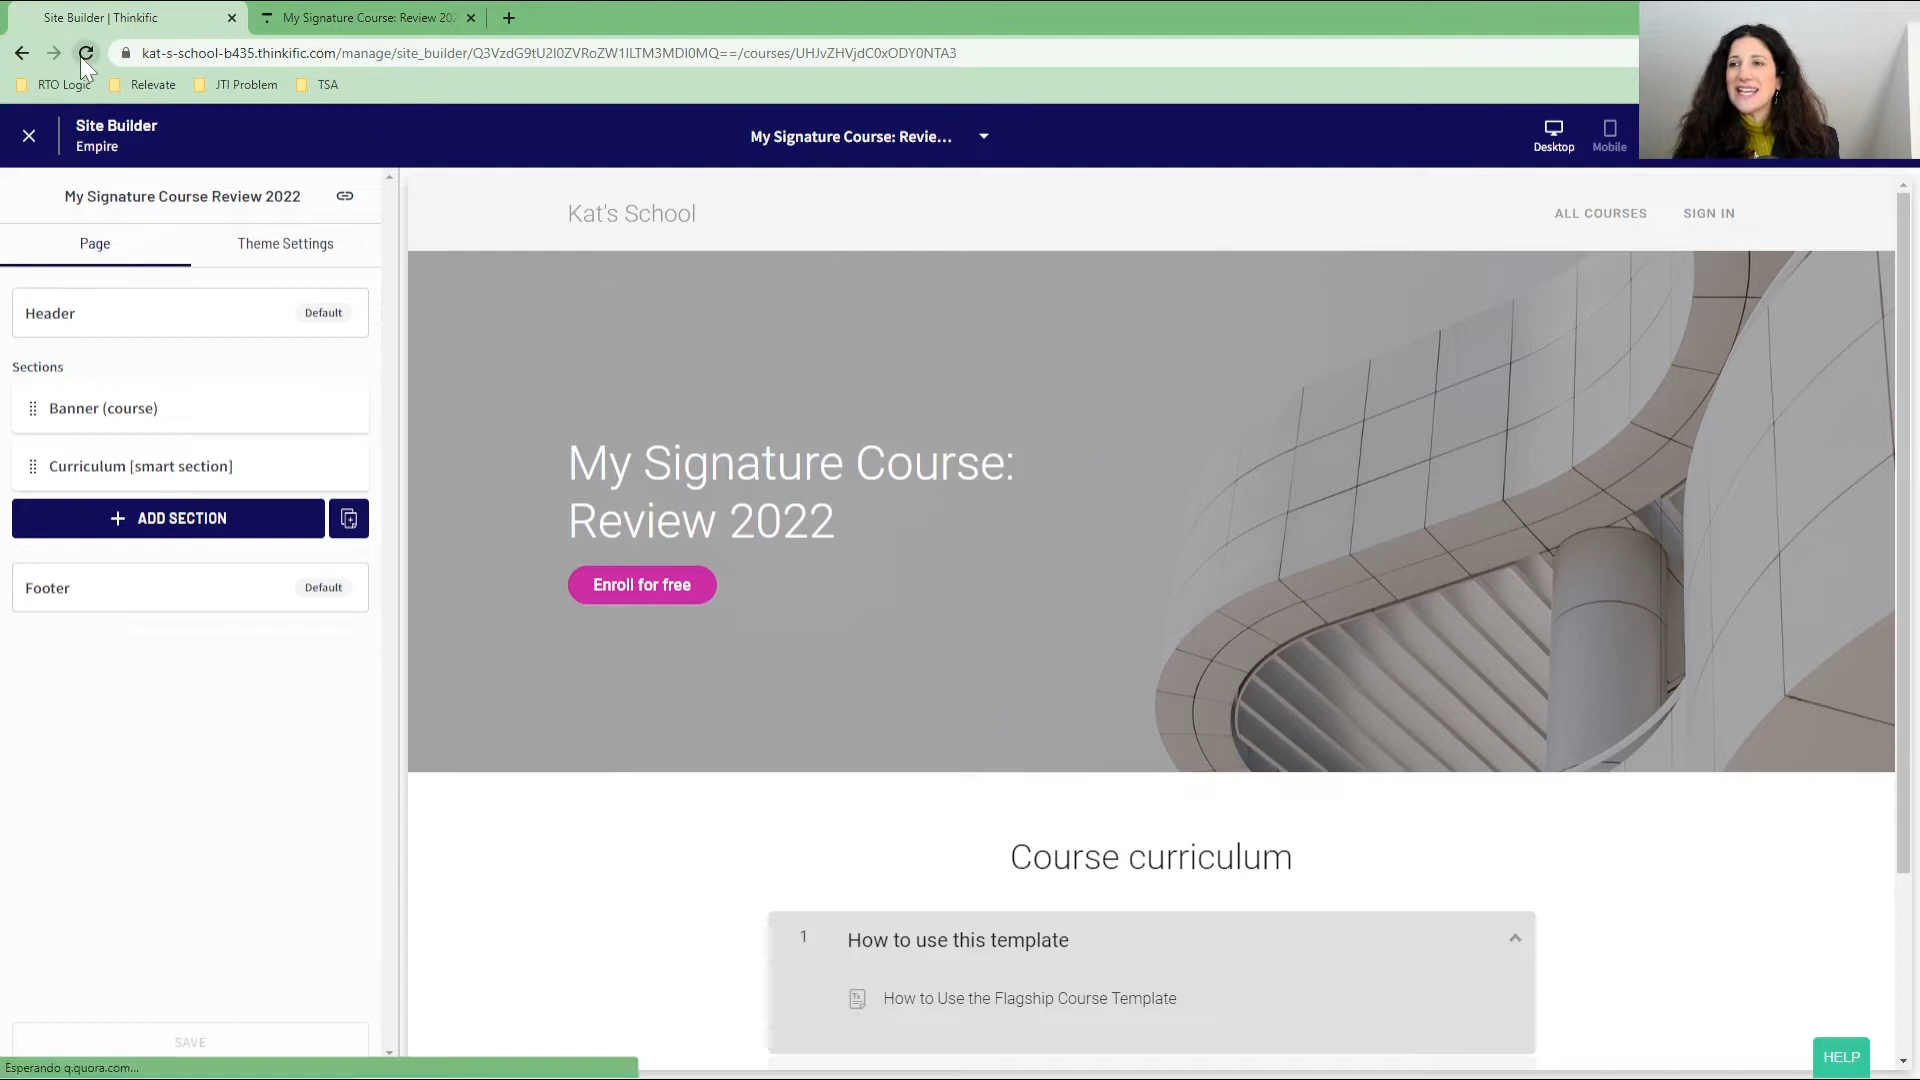 Site Builder | Thinkific
My Signature Course: Review 202
kat-s-school-b435.thinkific.com/manage/site_builder/Q3VzdG9tU2l0ZVRoZW1lLTM3MDI0MQ==/courses/UHJvZHVjdC0xODY0NTA3
RTO Logic
Relevate
JTI Problem
TSA
Site Builder
Empire
My Signature Course: Revie...
Desktop
Mobile
My Signature Course Review 2022
Page
Theme Settings
Header
Default
Sections
Banner (course)
Curriculum [smart section]
ADD SECTION
Footer
Default
SAVE
Esperando q.quora.com...
Kat's School
ALL COURSES
SIGN IN
My Signature Course:
Review 2022
Enroll for free
Course curriculum
1
How to use this template
How to Use the Flagship Course Template
HELP